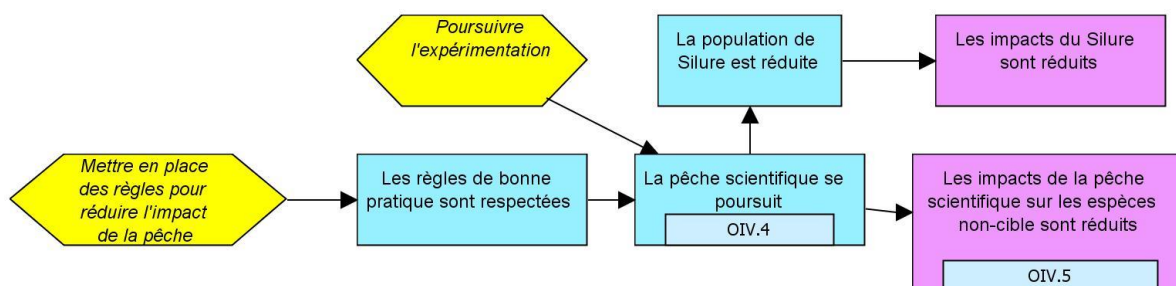 Poursuivre
l'expérimentation
La population de
Silure est réduite
Les impacts du Silure
sont réduits
Mettre en place
des règles pour
réduire l'impact
de la pêche
Les règles de bonne
pratique sont respectées
La pêche scientifique se
poursuit
OIV.4
Les impacts de la pêche
scientifique sur les espèces
non-cible sont réduits
OIV.5